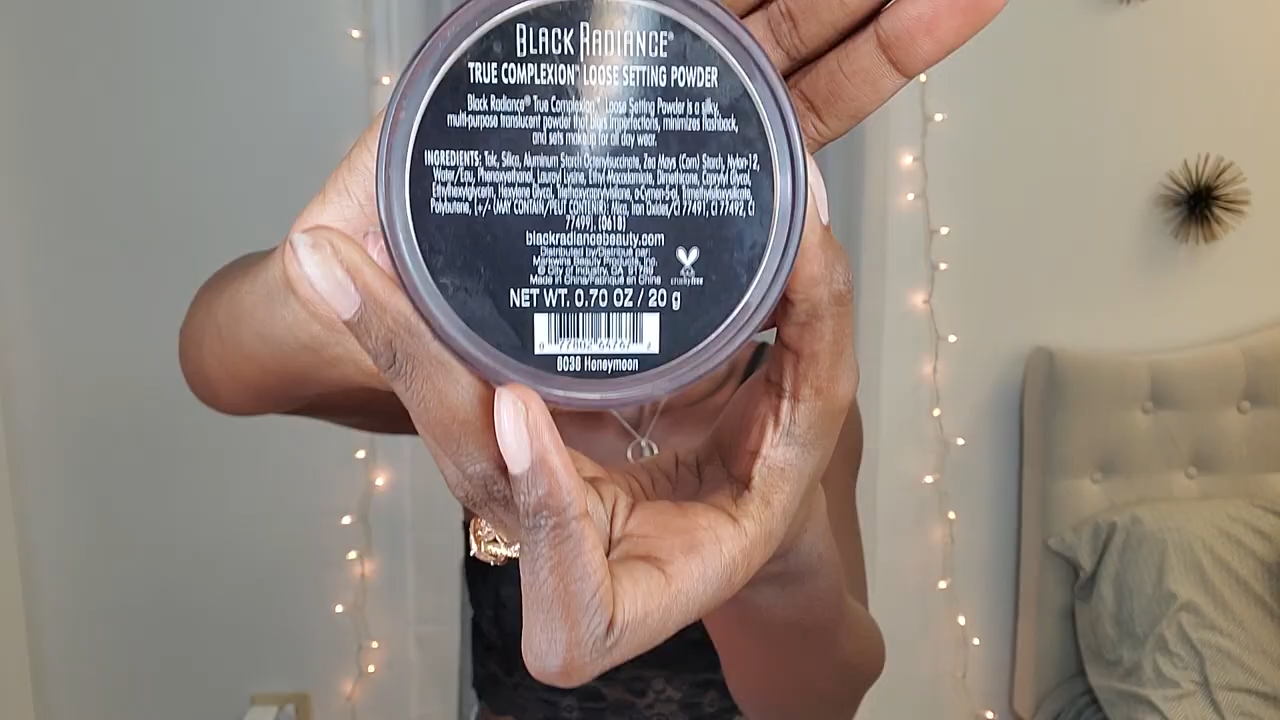 BLACK RADIANCE®
TRUE COMPLEXION™ LOOSE SETTING POWDER
Black Radiance® True Complexion™ Loose Setting Powder is a silky,
multi-purpose translucent powder that blurs imperfections, minimizes flashback,
and sets makeup for all day wear.
INGREDIENTS: Talc, Silica, Aluminum Starch Octenylsuccinate, Zea Mays (Corn) Starch, Nylon-12,
Water/Eau, Phenoxyethanol, Lauroyl Lysine, Ethyl Macadamiate, Dimethicone, Caprylyl Glycol,
Ethylhexylglycerin, Hexylene Glycol, Triethoxycaprylylsilane, o-Cymen-5-ol, Trimethylsiloxysilicate,
Polybutene, [+/- (MAY CONTAIN/PEUT CONTENIR): Mica, Iron Oxides/CI 77491, CI 77492, CI
77499]. (0618)
blackradiancebeauty.com
Distributed by/Distribué par:
Markwins Beauty Products, Inc.
© City of Industry, CA 91789
Made in China/Fabriqué en Chine
cruelty free
NET WT. 0.70 OZ / 20 g
0030 Honeymoon